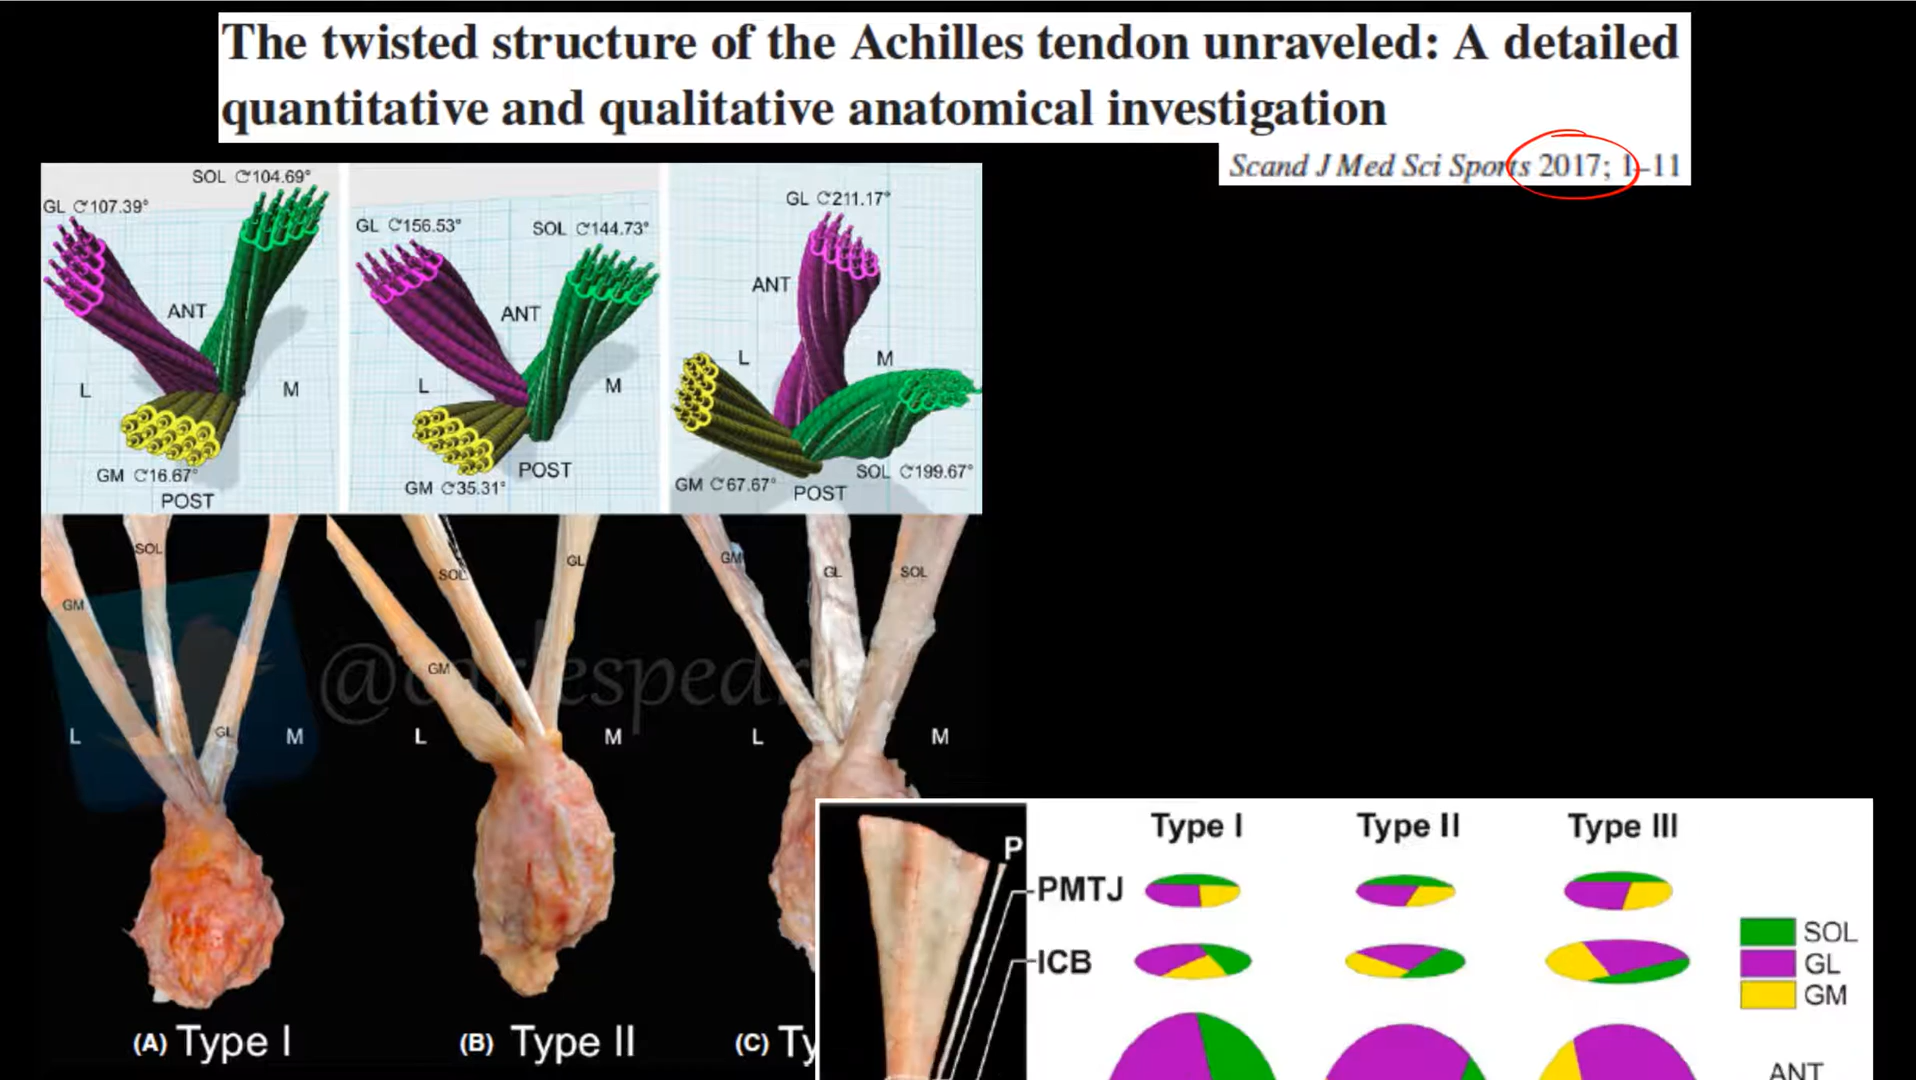 The twisted structure of the Achilles tendon unraveled: A detailed
quantitative and qualitative anatomical investigation
Scand J Med Sci Sports 2017; 1–11
SOL ↻104.69°
GL ↻107.39°
ANT
L
M
GM ↻16.67°
POST
GL ↻156.53°
SOL ↻144.73°
ANT
L
M
POST
GM ↻35.31°
GL ↻211.17°
ANT
L
M
SOL ↻199.67°
GM ↻67.67°
POST
SOL
GM
GL
L
M
(A) Type I
GL
SOL
GM
L
M
(B) Type II
GM
GL
SOL
L
M
(C) Ty
P
Type I
Type II
Type III
PMTJ
ICB
SOL
GL
GM
ANT